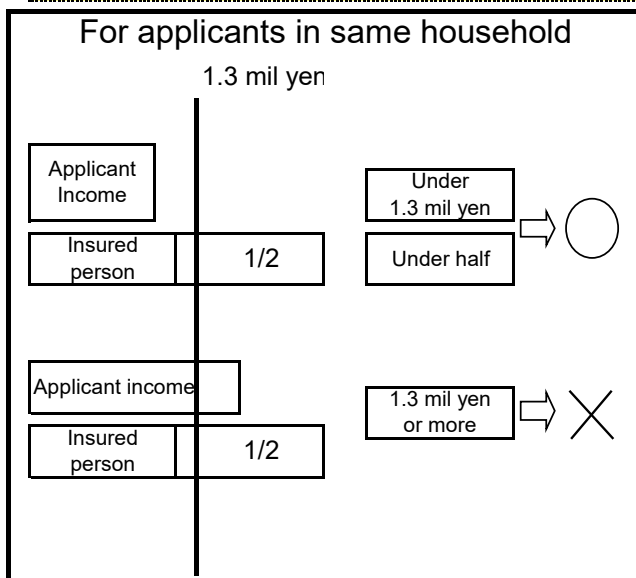 For applicants in same household
1.3 mil yen
Applicant
Income
Under
1.3 mil yen
Insured
person
1/2
Under half
Applicant income
1.3 mil yen
or more
Insured
person
1/2